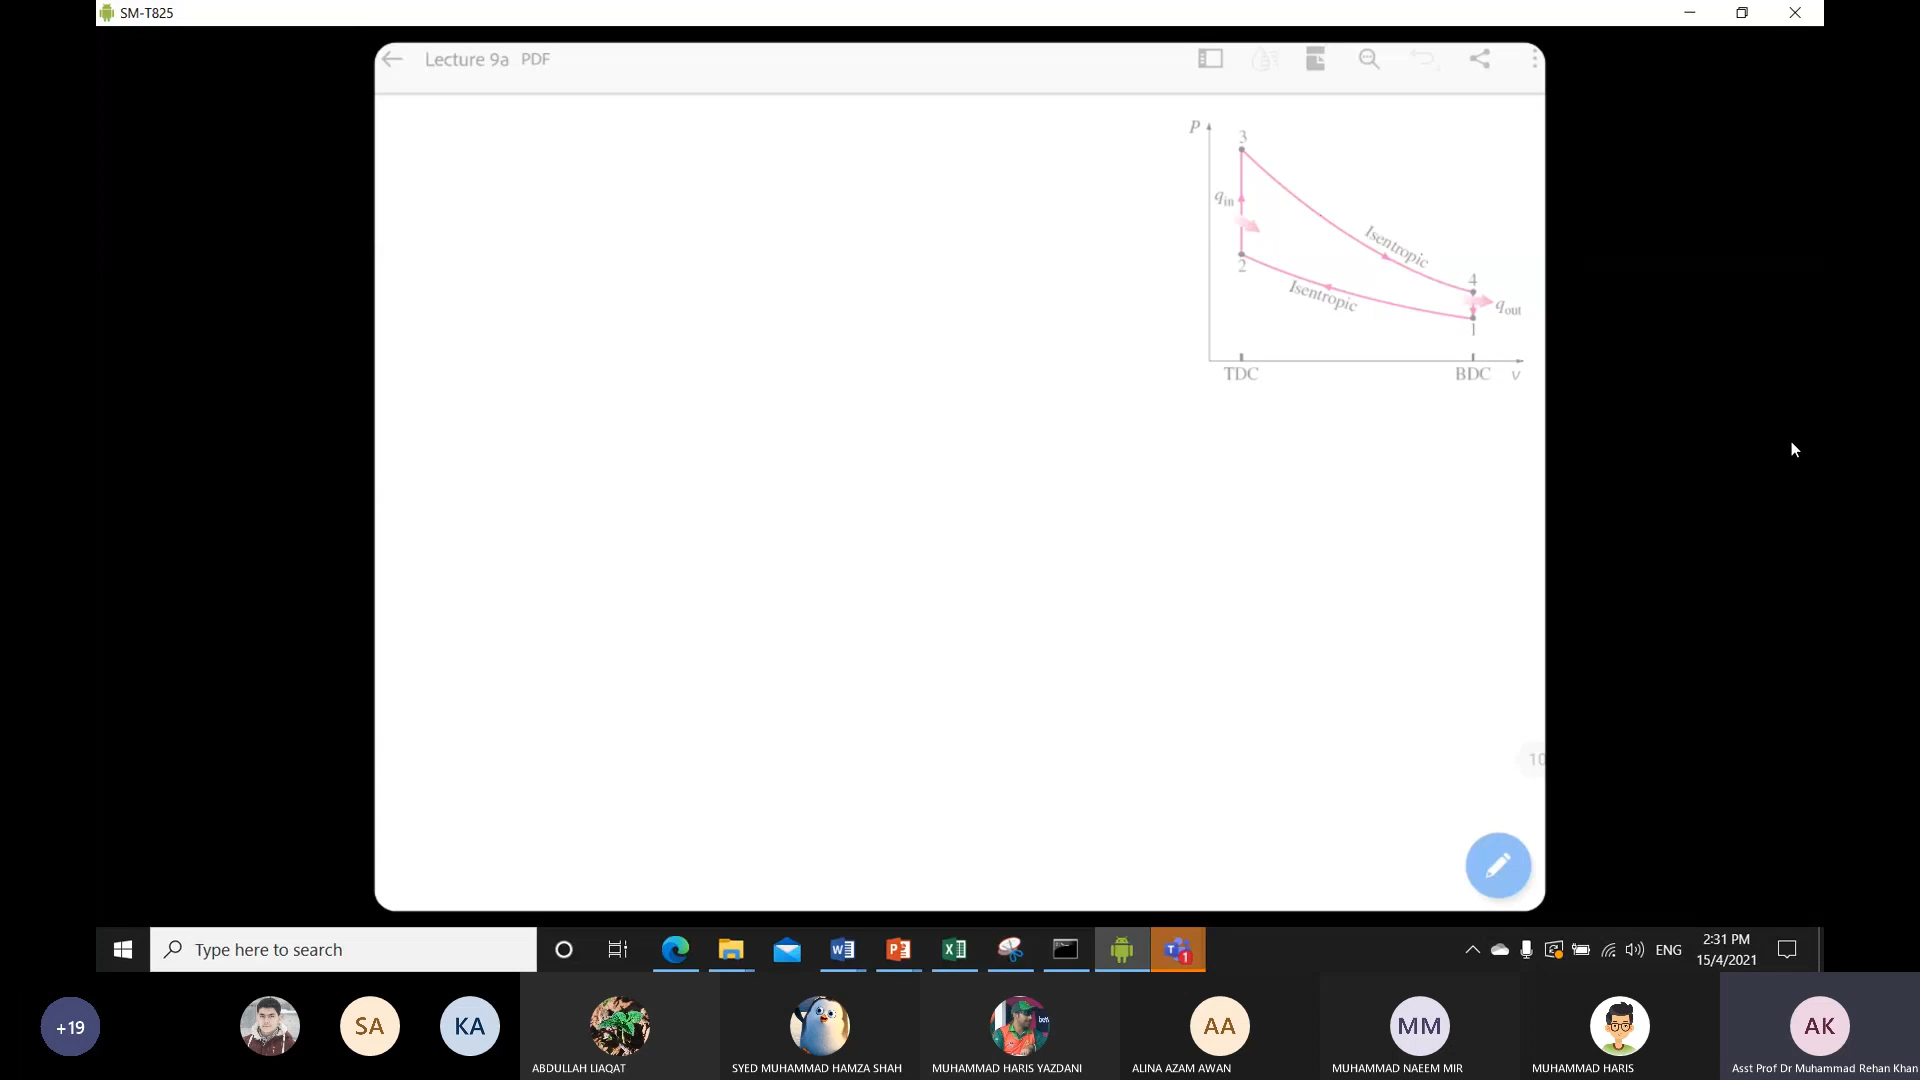 SM-T825
Lecture 9a PDF
P
3
q_in
Isentropic
2
4
Isentropic
q_out
1
TDC
BDC
v
10
Type here to search
ENG
2:31 PM
15/4/2021
1
+19
SA
KA
AA
MM
AK
ABDULLAH LIAQAT
SYED MUHAMMAD HAMZA SHAH
MUHAMMAD HARIS YAZDANI
ALINA AZAM AWAN
MUHAMMAD NAEEM MIR
MUHAMMAD HARIS
Asst Prof Dr Muhammad Rehan Khan